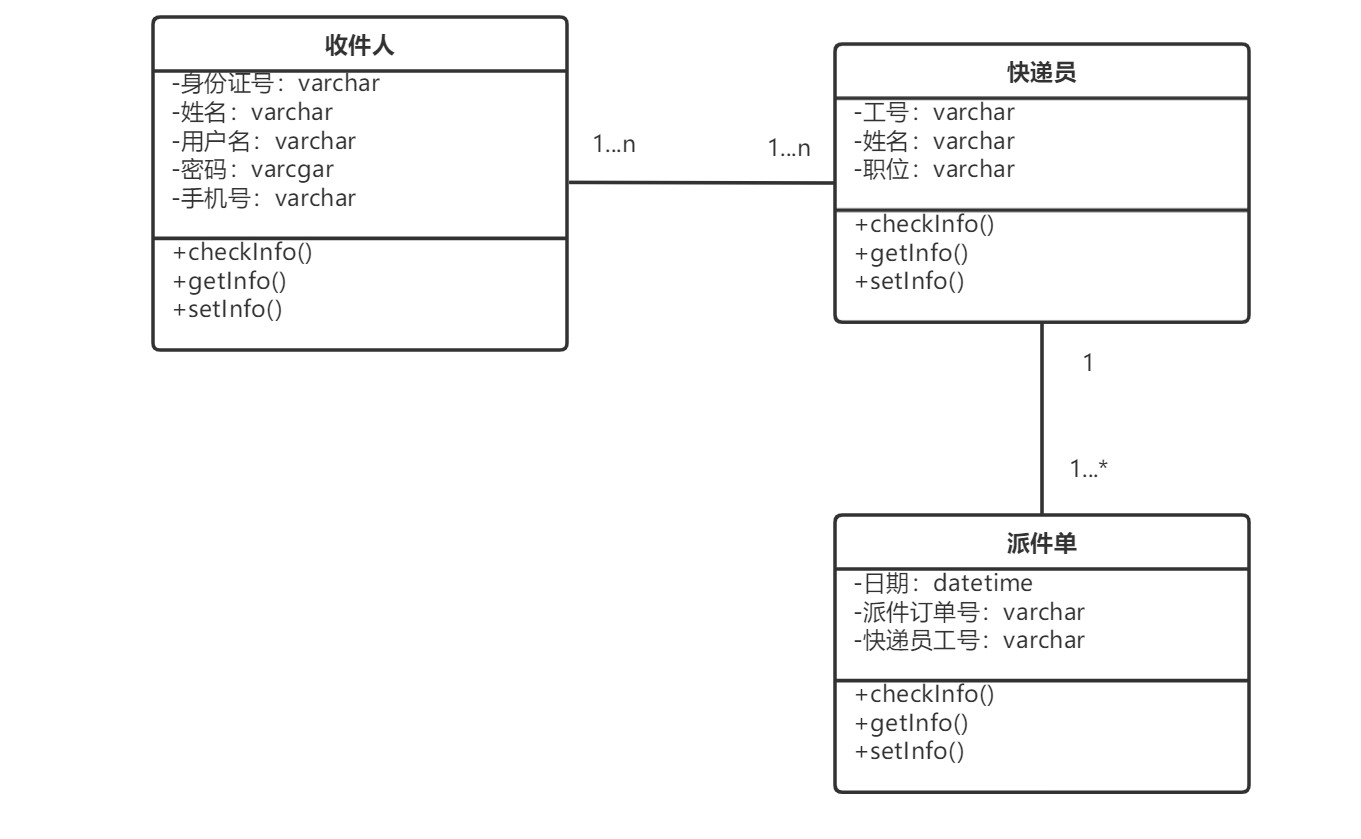 收件人
-身份证号：varchar
-姓名：varchar
-用户名：varchar
-密码：varcgar
-手机号：varchar
+checkInfo()
+getInfo()
+setInfo()
1...n
1...n
快递员
-工号：varchar
-姓名：varchar
-职位：varchar
+checkInfo()
+getInfo()
+setInfo()
1
1...*
派件单
-日期：datetime
-派件订单号：varchar
-快递员工号：varchar
+checkInfo()
+getInfo()
+setInfo()